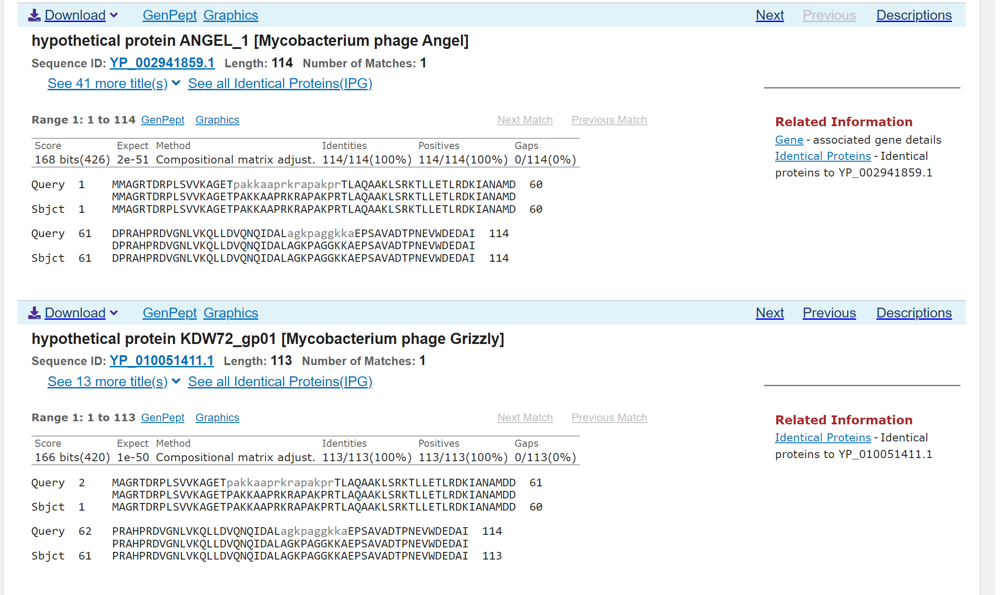 Download GenPept Graphics Next Previous Descriptions
hypothetical protein ANGEL_1 [Mycobacterium phage Angel]
Sequence ID: YP_002941859.1 Length: 114 Number of Matches: 1
See 41 more title(s) See all Identical Proteins(IPG)
Range 1: 1 to 114 GenPept Graphics Next Match Previous Match
Score Expect Method Identities Positives Gaps
168 bits(426) 2e-51 Compositional matrix adjust. 114/114(100%) 114/114(100%) 0/114(0%)
Query 1 MMAGRTDRPLSVVKAGETpakkaaprkrapakprTLAQAAKLSRKTLLETLRDKIANAMD 60
MMAGRTDRPLSVVKAGETPAKKAAPRKRAPAKPRTLAQAAKLSRKTLLETLRDKIANAMD
Sbjct 1 MMAGRTDRPLSVVKAGETPAKKAAPRKRAPAKPRTLAQAAKLSRKTLLETLRDKIANAMD 60
Query 61 DPRAHPRDVGNLVKQLLDVQNQIDALagkpaggkkaEPSAVADTPNEVWDEDAI 114
DPRAHPRDVGNLVKQLLDVQNQIDALAGKPAGGKKAEPSAVADTPNEVWDEDAI
Sbjct 61 DPRAHPRDVGNLVKQLLDVQNQIDALAGKPAGGKKAEPSAVADTPNEVWDEDAI 114
Related Information
Gene - associated gene details
Identical Proteins - Identical
proteins to YP_002941859.1
Download GenPept Graphics Next Previous Descriptions
hypothetical protein KDW72_gp01 [Mycobacterium phage Grizzly]
Sequence ID: YP_010051411.1 Length: 113 Number of Matches: 1
See 13 more title(s) See all Identical Proteins(IPG)
Range 1: 1 to 113 GenPept Graphics Next Match Previous Match
Score Expect Method Identities Positives Gaps
166 bits(420) 1e-50 Compositional matrix adjust. 113/113(100%) 113/113(100%) 0/113(0%)
Query 2 MAGRTDRPLSVVKAGETpakkaaprkrapakprTLAQAAKLSRKTLLETLRDKIANAMDD 61
MAGRTDRPLSVVKAGETPAKKAAPRKRAPAKPRTLAQAAKLSRKTLLETLRDKIANAMDD
Sbjct 1 MAGRTDRPLSVVKAGETPAKKAAPRKRAPAKPRTLAQAAKLSRKTLLETLRDKIANAMDD 60
Query 62 PRAHPRDVGNLVKQLLDVQNQIDALagkpaggkkaEPSAVADTPNEVWDEDAI 114
PRAHPRDVGNLVKQLLDVQNQIDALAGKPAGGKKAEPSAVADTPNEVWDEDAI
Sbjct 61 PRAHPRDVGNLVKQLLDVQNQIDALAGKPAGGKKAEPSAVADTPNEVWDEDAI 113
Related Information
Identical Proteins - Identical
proteins to YP_010051411.1